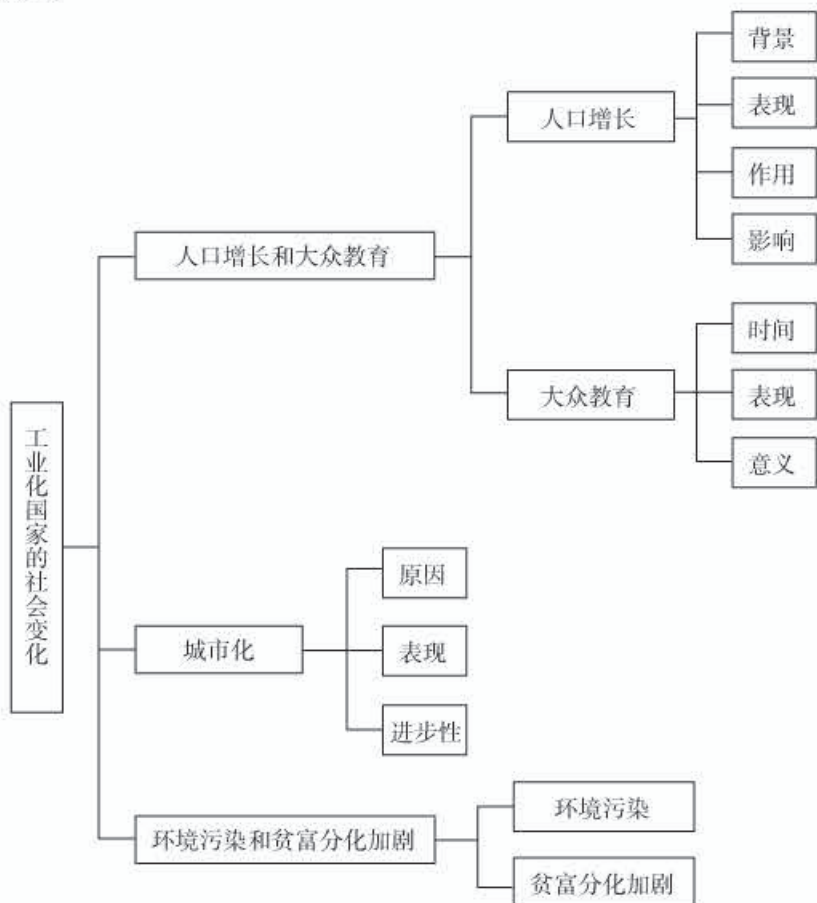 工业化国家的社会变化
人口增长和大众教育
人口增长
背景
表现
作用
影响
大众教育
时间
表现
意义
城市化
原因
表现
进步性
环境污染和贫富分化加剧
环境污染
贫富分化加剧